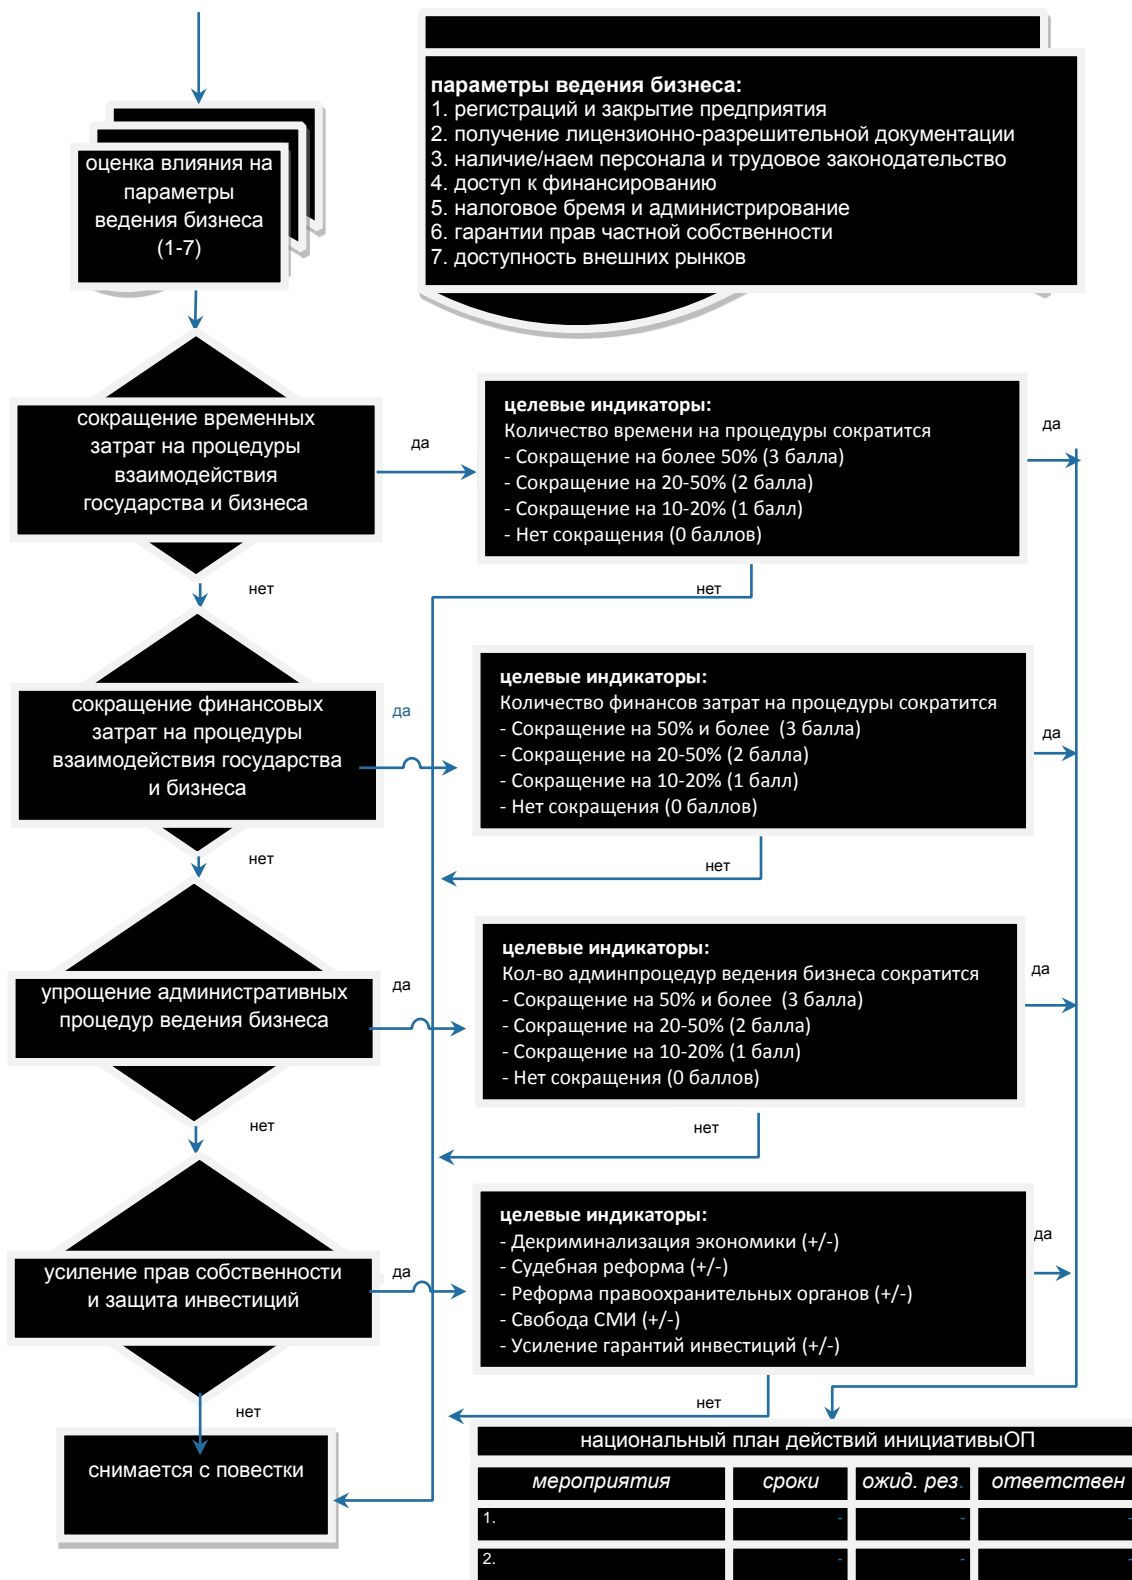 параметры ведения бизнеса:
1. регистраций и закрытие предприятия
2. получение лицензионно-разрешительной документации
3. наличие/наем персонала и трудовое законодательство
4. доступ к финансированию
5. налоговое бремя и администрирование
6. гарантии прав частной собственности
7. доступность внешних рынков
оценка влияния на
параметры
ведения бизнеса
(1-7)
сокращение временных
затрат на процедуры
взаимодействия
государства и бизнеса
да
целевые индикаторы:
Количество времени на процедуры сократится
- Сокращение на более 50% (3 балла)
- Сокращение на 20-50% (2 балла)
- Сокращение на 10-20% (1 балл)
- Нет сокращения (0 баллов)
да
нет
нет
сокращение финансовых
затрат на процедуры
взаимодействия государства
и бизнеса
да
целевые индикаторы:
Количество финансов затрат на процедуры сократится
- Сокращение на 50% и более (3 балла)
- Сокращение на 20-50% (2 балла)
- Сокращение на 10-20% (1 балл)
- Нет сокращения (0 баллов)
да
нет
нет
упрощение административных
процедур ведения бизнеса
да
целевые индикаторы:
Кол-во админпроцедур ведения бизнеса сократится
- Сокращение на 50% и более (3 балла)
- Сокращение на 20-50% (2 балла)
- Сокращение на 10-20% (1 балл)
- Нет сокращения (0 баллов)
да
нет
нет
усиление прав собственности
и защита инвестиций
да
целевые индикаторы:
- Декриминализация экономики (+/-)
- Судебная реформа (+/-)
- Реформа правоохранительных органов (+/-)
- Свобода СМИ (+/-)
- Усиление гарантий инвестиций (+/-)
да
нет
нет
снимается с повестки
национальный план действий инициативыОП
мероприятия сроки ожид. рез. ответствен
1. - - -
2. - - -